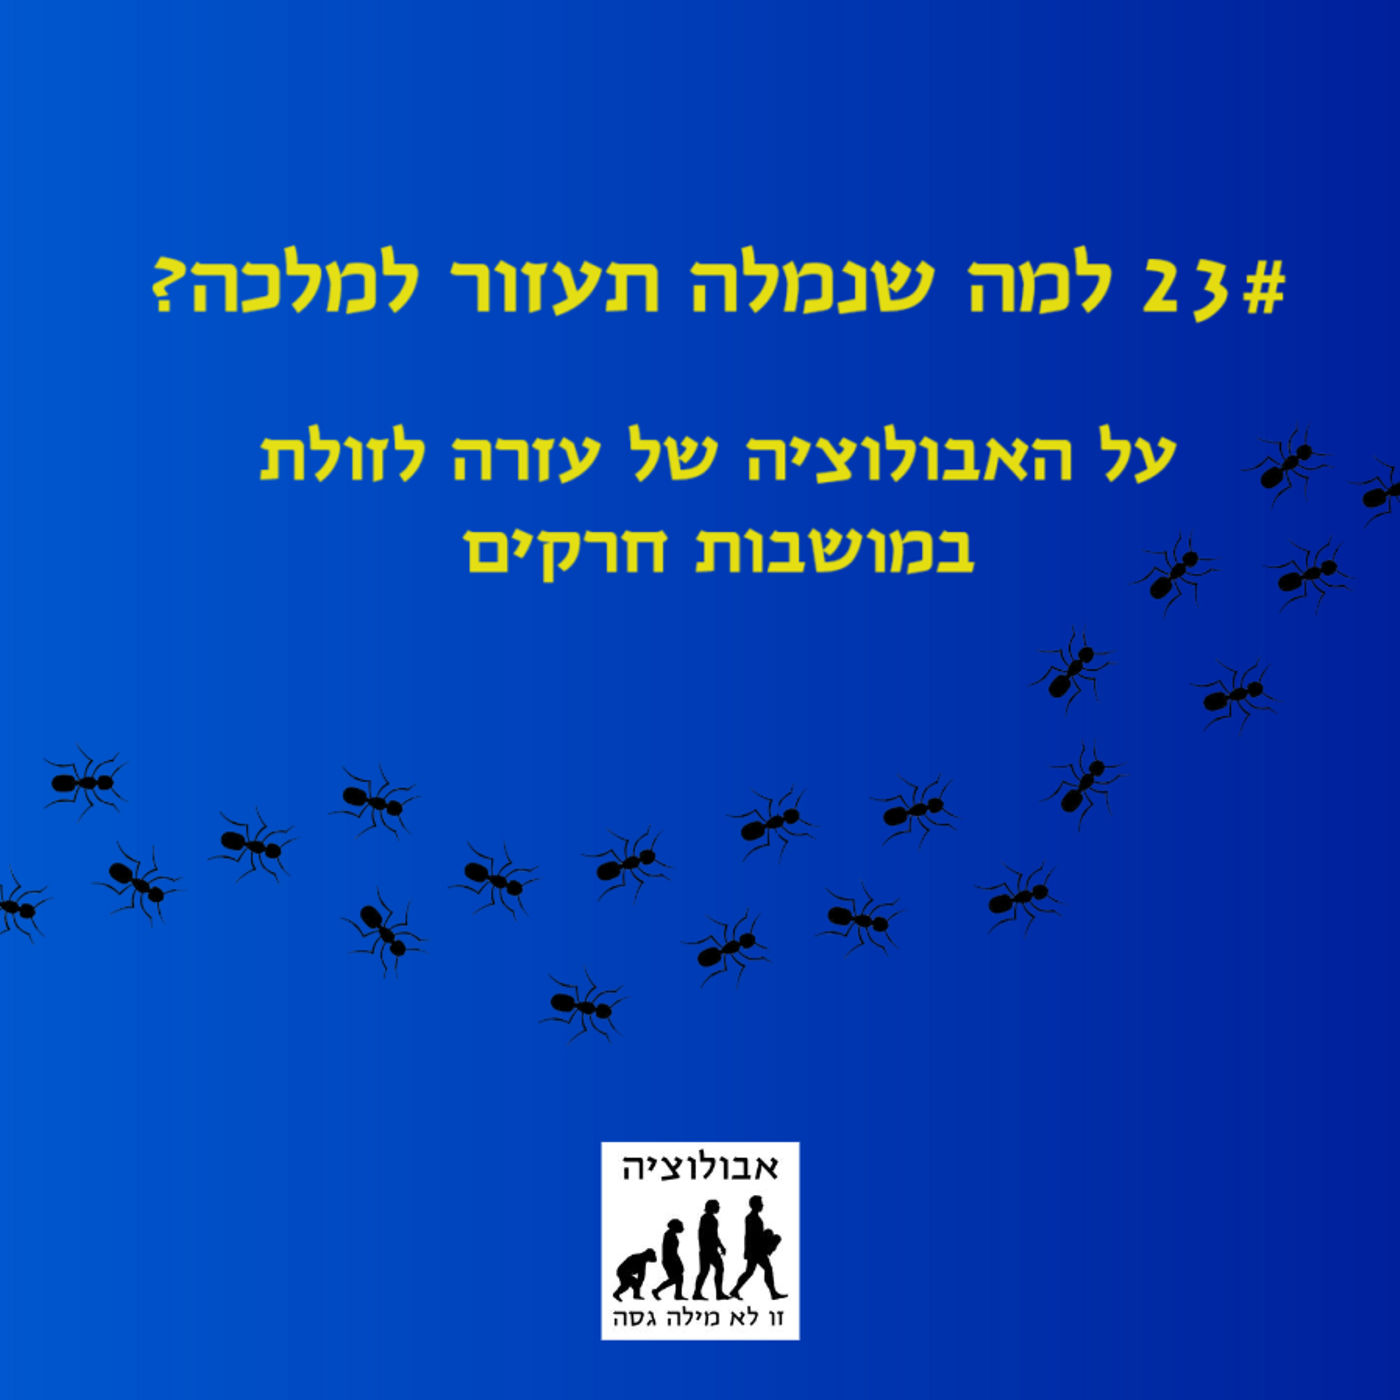 #23 למה שנמלה תעזור למלכה?
על האבולוציה של עזרה לזולת
במושבות חרקים
אבולוציה
זו לא מילה גסה